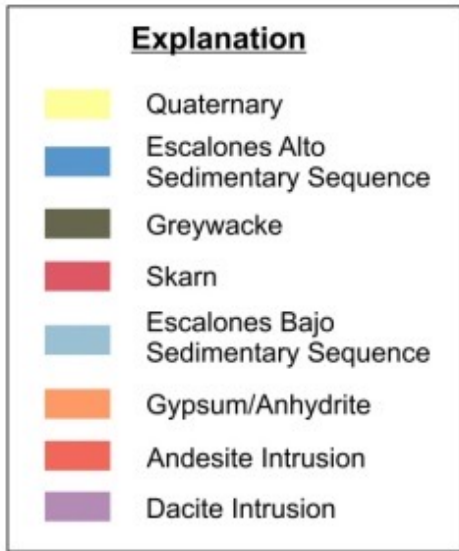 Explanation
Quaternary
Escalones Alto
Sedimentary Sequence
Greywacke
Skarn
Escalones Bajo
Sedimentary Sequence
Gypsum/Anhydrite
Andesite Intrusion
Dacite Intrusion